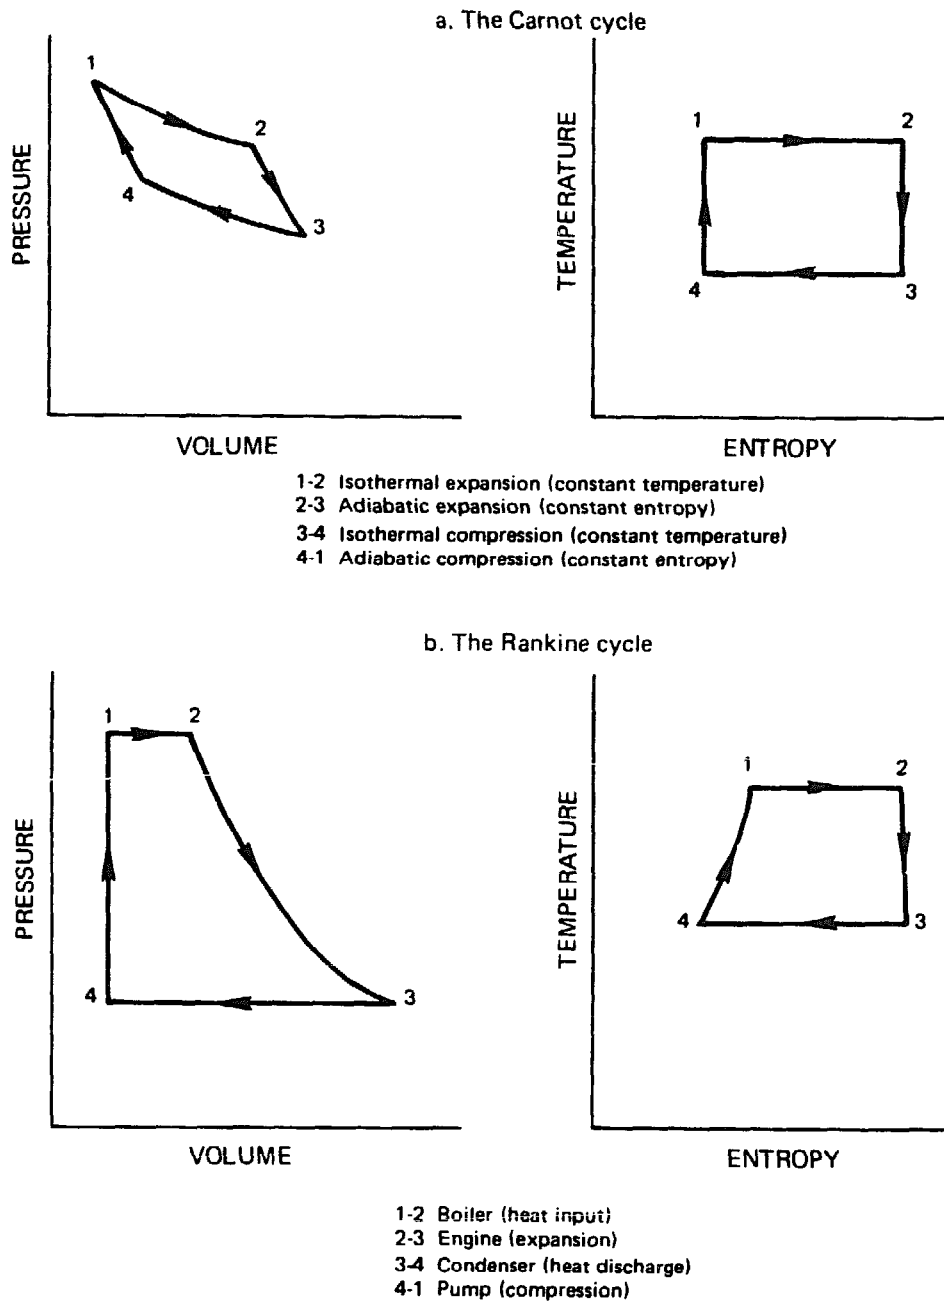 a. The Carnot cycle
PRESSURE
1
2
3
4
VOLUME
TEMPERATURE
1
2
3
4
ENTROPY
1-2 Isothermal expansion (constant temperature)
2-3 Adiabatic expansion (constant entropy)
3-4 Isothermal compression (constant temperature)
4-1 Adiabatic compression (constant entropy)
b. The Rankine cycle
PRESSURE
1
2
3
4
VOLUME
TEMPERATURE
1
2
3
4
ENTROPY
1-2 Boiler (heat input)
2-3 Engine (expansion)
3-4 Condenser (heat discharge)
4-1 Pump (compression)